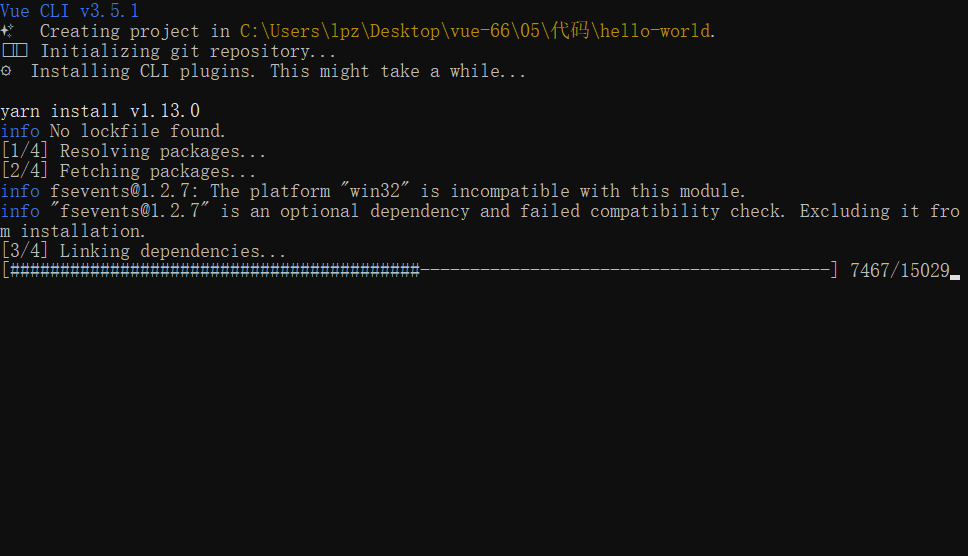 Vue CLI v3.5.1
✨  Creating project in C:\Users\lpz\Desktop\vue-66\05\代码\hello-world.
Initializing git repository...
⚙  Installing CLI plugins. This might take a while...
yarn install v1.13.0
info No lockfile found.
[1/4] Resolving packages...
[2/4] Fetching packages...
info fsevents@1.2.7: The platform "win32" is incompatible with this module.
info "fsevents@1.2.7" is an optional dependency and failed compatibility check. Excluding it fro
m installation.
[3/4] Linking dependencies...
[#########################################-----------------------------------------] 7467/15029